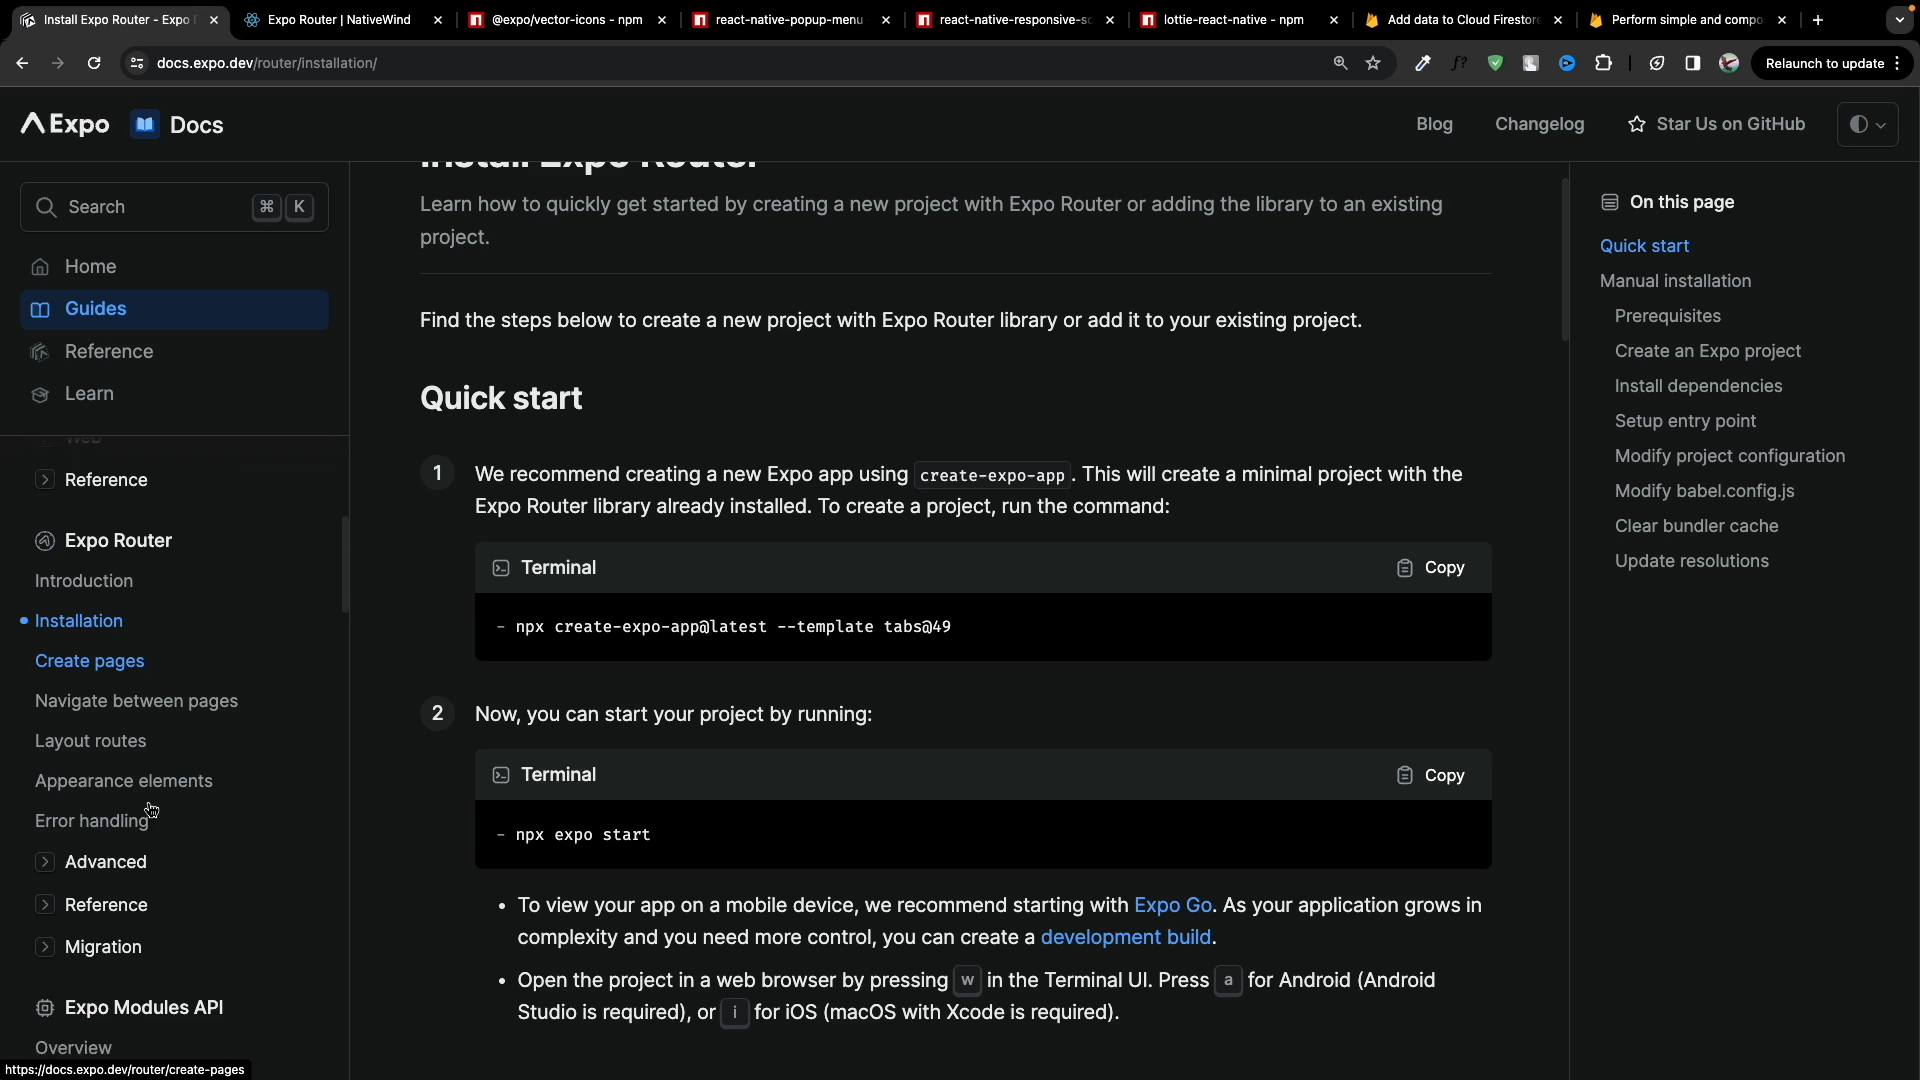 Install Expo Router - Expo
Expo Router | NativeWind
@expo/vector-icons - npm
react-native-popup-menu
react-native-responsive-sc
lottie-react-native - npm
Add data to Cloud Firestore
Perform simple and compo
docs.expo.dev/router/installation/
Relaunch to update
Expo Docs
Blog
Changelog
Star Us on GitHub
Search ⌘ K
Home
Guides
Reference
Learn
Web
Reference
Expo Router
Introduction
Installation
Create pages
Navigate between pages
Layout routes
Appearance elements
Error handling
Advanced
Reference
Migration
Expo Modules API
Overview
https://docs.expo.dev/router/create-pages
Install Expo Router
Learn how to quickly get started by creating a new project with Expo Router or adding the library to an existing
project.
Find the steps below to create a new project with Expo Router library or add it to your existing project.
Quick start
1 We recommend creating a new Expo app using create-expo-app. This will create a minimal project with the
Expo Router library already installed. To create a project, run the command:
Terminal Copy
- npx create-expo-app@latest --template tabs@49
2 Now, you can start your project by running:
Terminal Copy
- npx expo start
• To view your app on a mobile device, we recommend starting with Expo Go. As your application grows in
complexity and you need more control, you can create a development build.
• Open the project in a web browser by pressing w in the Terminal UI. Press a for Android (Android
Studio is required), or i for iOS (macOS with Xcode is required).
On this page
Quick start
Manual installation
Prerequisites
Create an Expo project
Install dependencies
Setup entry point
Modify project configuration
Modify babel.config.js
Clear bundler cache
Update resolutions